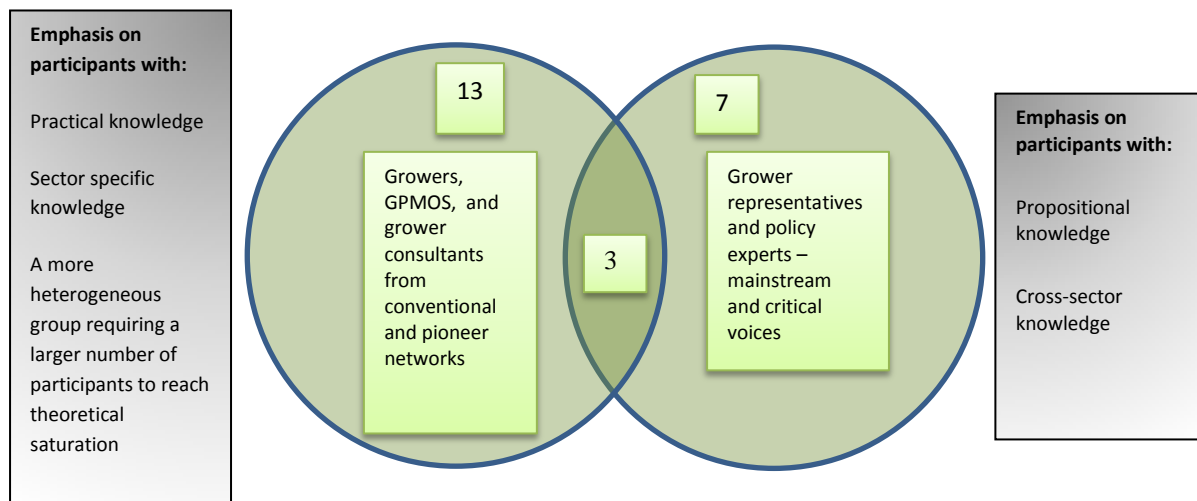 Emphasis on
participants with:
Practical knowledge
Sector specific
knowledge
A more
heterogeneous
group requiring a
larger number of
participants to reach
theoretical
saturation
13
Growers,
GPMOS, and
grower
consultants
from
conventional
and pioneer
networks
3
7
Grower
representatives
and policy
experts –
mainstream
and critical
voices
Emphasis on
participants with:
Propositional
knowledge
Cross-sector
knowledge